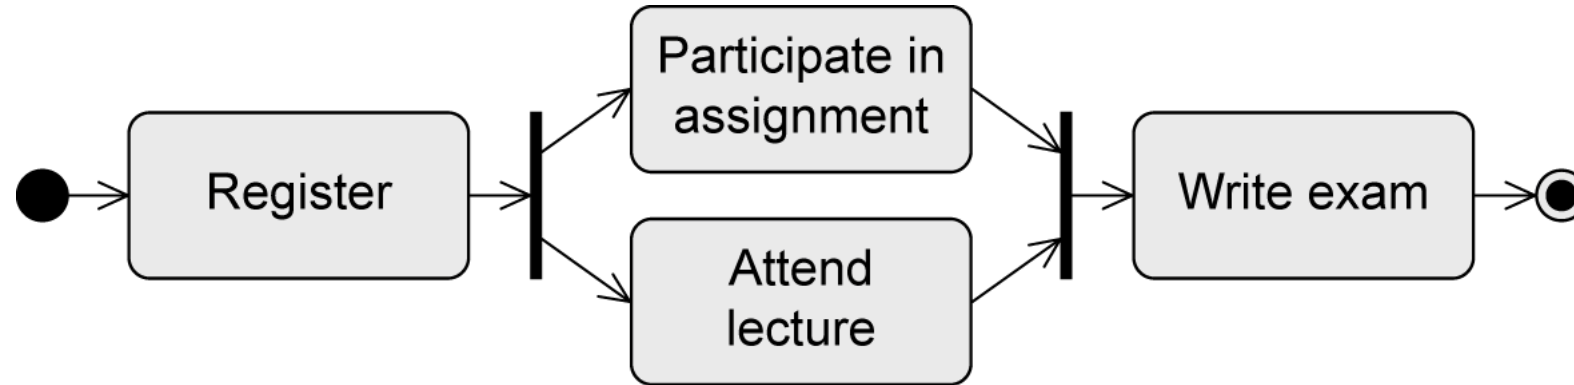 Register
Participate in
assignment
Attend
lecture
Write exam